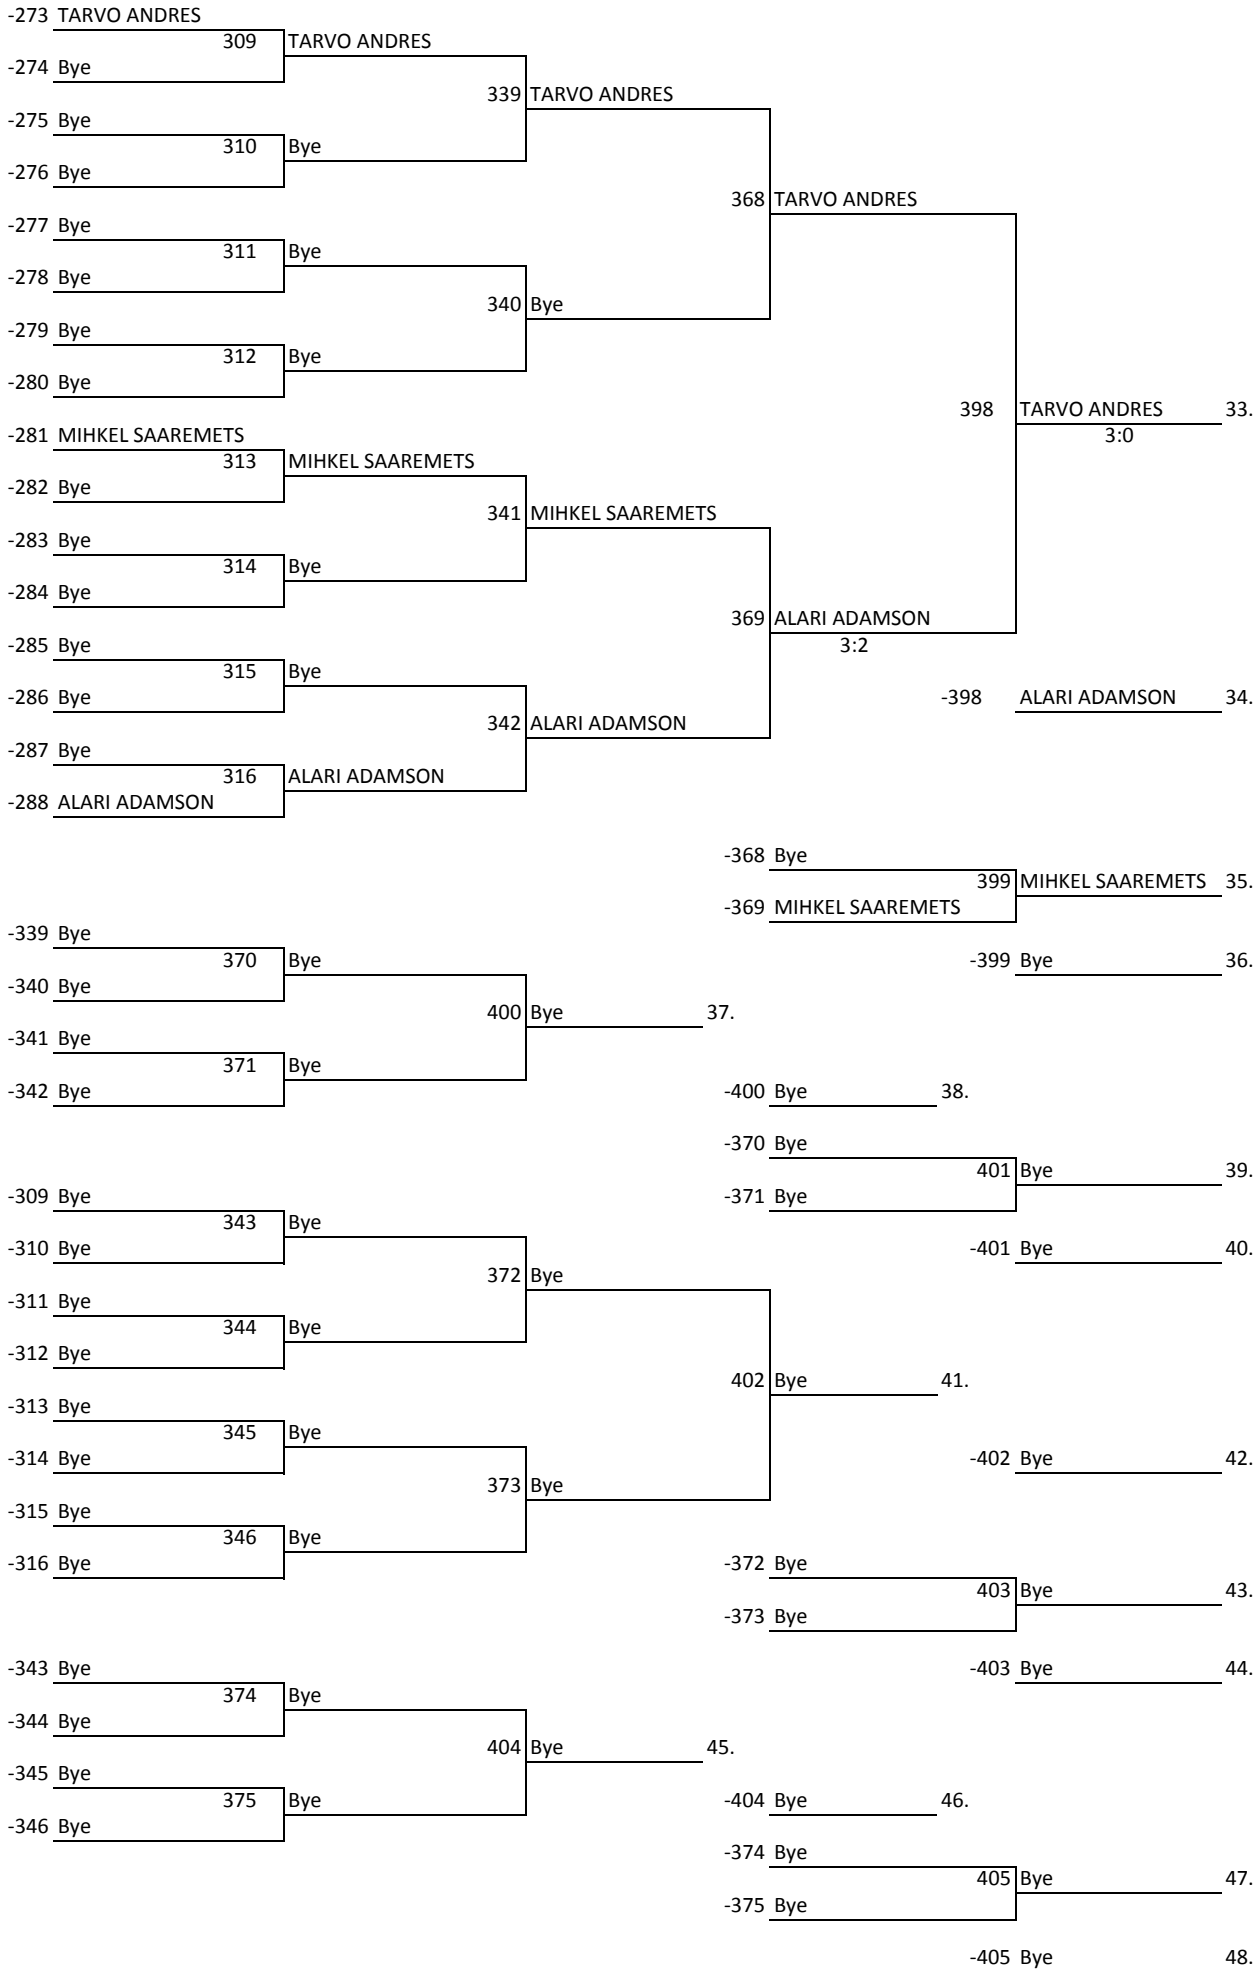 -273 TARVO ANDRES
309 TARVO ANDRES
-274 Bye
339 TARVO ANDRES
-275 Bye
310 Bye
-276 Bye
368 TARVO ANDRES
-277 Bye
311 Bye
-278 Bye
340 Bye
-279 Bye
312 Bye
-280 Bye
398 TARVO ANDRES 33.
-281 MIHKEL SAAREMETS
3:0
313 MIHKEL SAAREMETS
-282 Bye
341 MIHKEL SAAREMETS
-283 Bye
314 Bye
-284 Bye
369 ALARI ADAMSON
-285 Bye
3:2
315 Bye
-286 Bye
-398 ALARI ADAMSON 34.
342 ALARI ADAMSON
-287 Bye
316 ALARI ADAMSON
-288 ALARI ADAMSON
-368 Bye
399 MIHKEL SAAREMETS 35.
-369 MIHKEL SAAREMETS
-339 Bye
370 Bye
-399 Bye 36.
-340 Bye
400 Bye 37.
-341 Bye
371 Bye
-342 Bye
-400 Bye 38.
-370 Bye
401 Bye 39.
-309 Bye
-371 Bye
343 Bye
-310 Bye
-401 Bye 40.
372 Bye
-311 Bye
344 Bye
-312 Bye
402 Bye 41.
-313 Bye
345 Bye
-314 Bye
-402 Bye 42.
373 Bye
-315 Bye
346 Bye
-316 Bye
-372 Bye
403 Bye 43.
-373 Bye
-343 Bye
-403 Bye 44.
374 Bye
-344 Bye
404 Bye 45.
-345 Bye
375 Bye
-404 Bye 46.
-346 Bye
-374 Bye
405 Bye 47.
-375 Bye
-405 Bye 48.